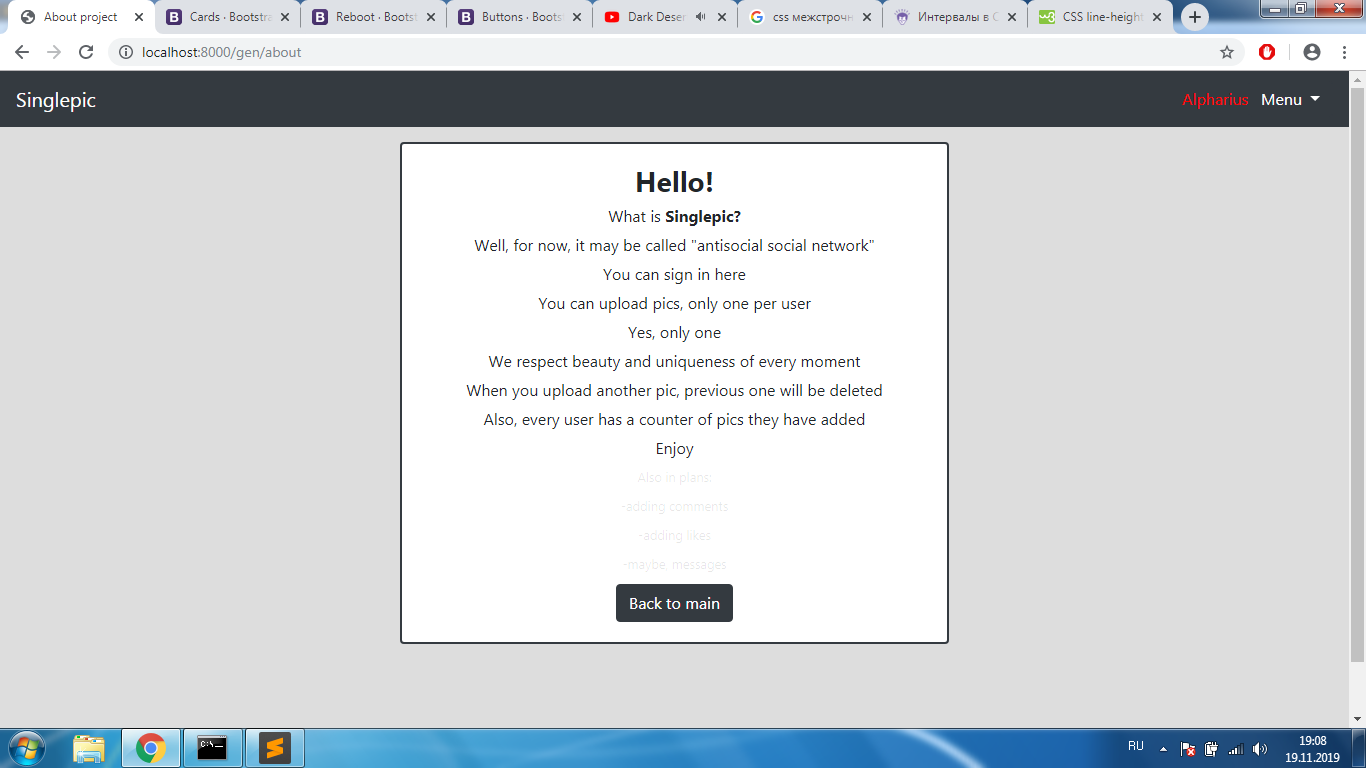 About project
Cards · Bootstra
Reboot · Bootst
Buttons · Boots
Dark Deser
css межстрочн
Интервалы в C
CSS line-height
localhost:8000/gen/about
Singlepic
Alpharius Menu
Hello!
What is Singlepic?
Well, for now, it may be called "antisocial social network"
You can sign in here
You can upload pics, only one per user
Yes, only one
We respect beauty and uniqueness of every moment
When you upload another pic, previous one will be deleted
Also, every user has a counter of pics they have added
Enjoy
Also in plans:
-adding comments
-adding likes
-maybe, messages
Back to main
C:\_
RU
19:08
19.11.2019